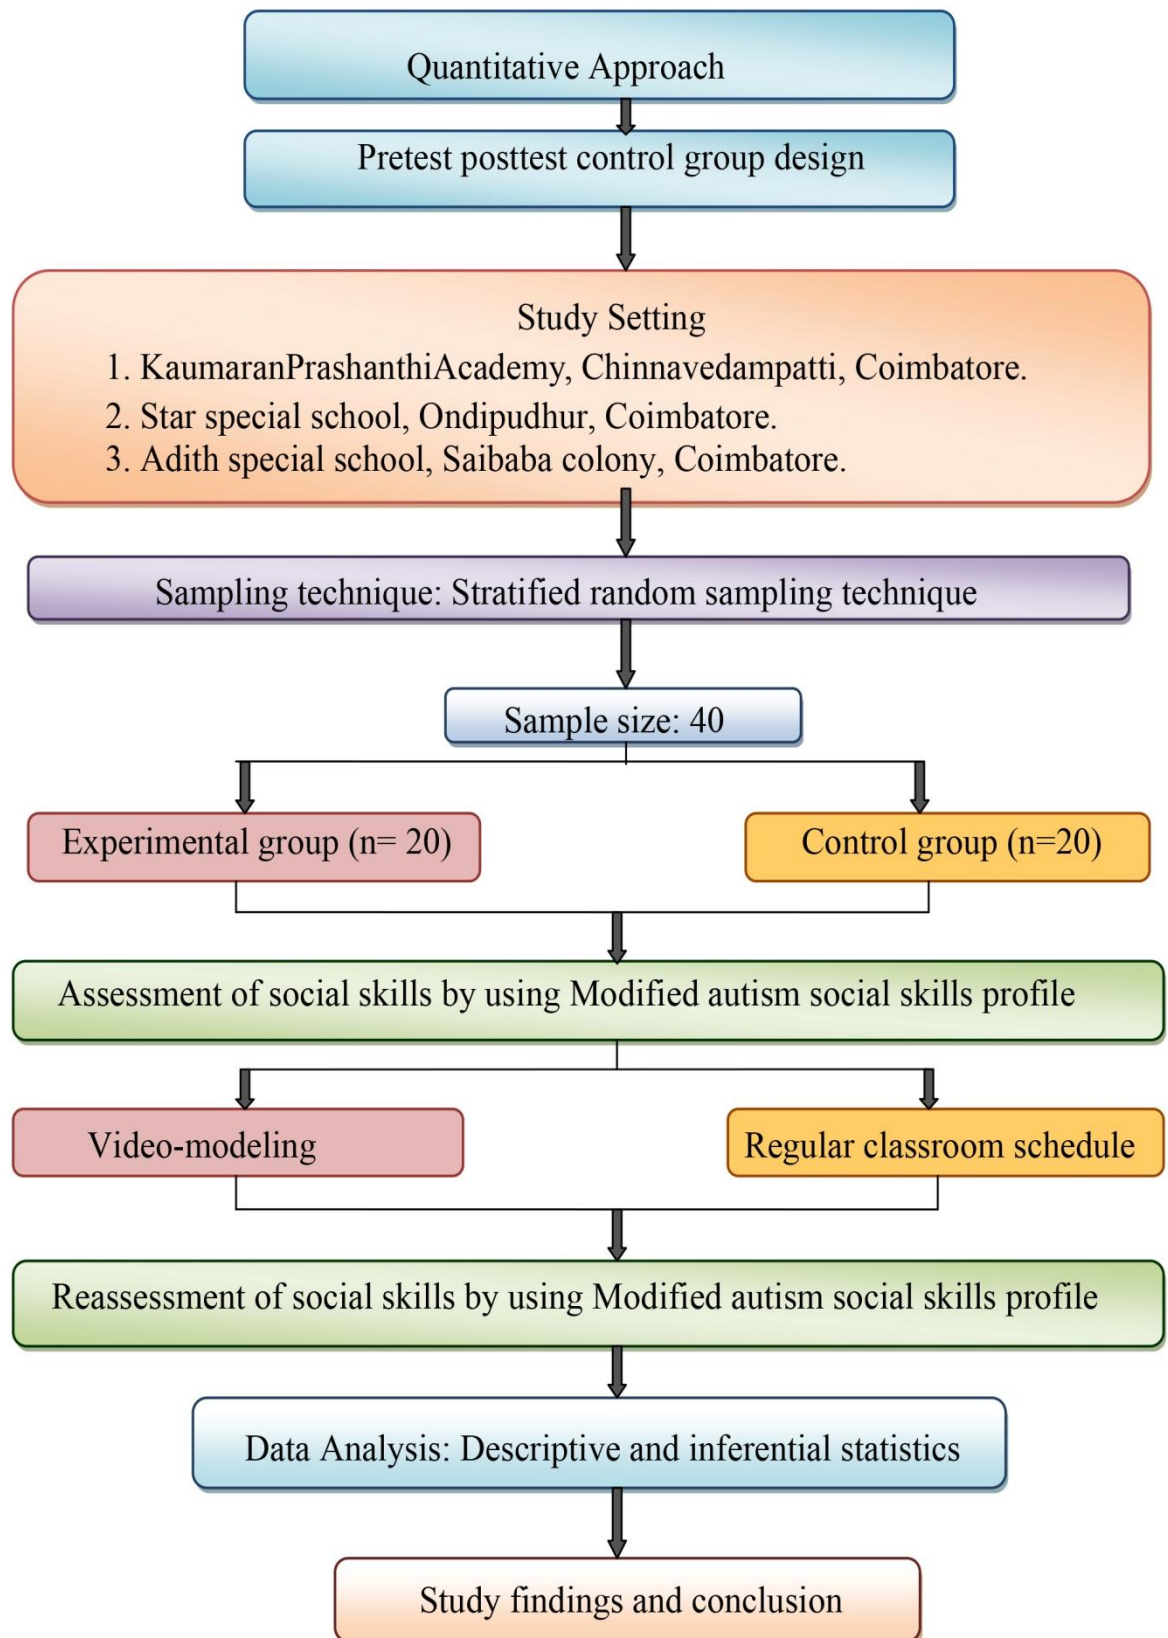 Quantitative Approach
Pretest posttest control group design
Study Setting
1. KaumaranPrashanthiAcademy, Chinnavedampatti, Coimbatore.
2. Star special school, Ondipudhur, Coimbatore.
3. Adith special school, Saibaba colony, Coimbatore.
Sampling technique: Stratified random sampling technique
Sample size: 40
Experimental group (n= 20)
Control group (n=20)
Assessment of social skills by using Modified autism social skills profile
Video-modeling
Regular classroom schedule
Reassessment of social skills by using Modified autism social skills profile
Data Analysis: Descriptive and inferential statistics
Study findings and conclusion